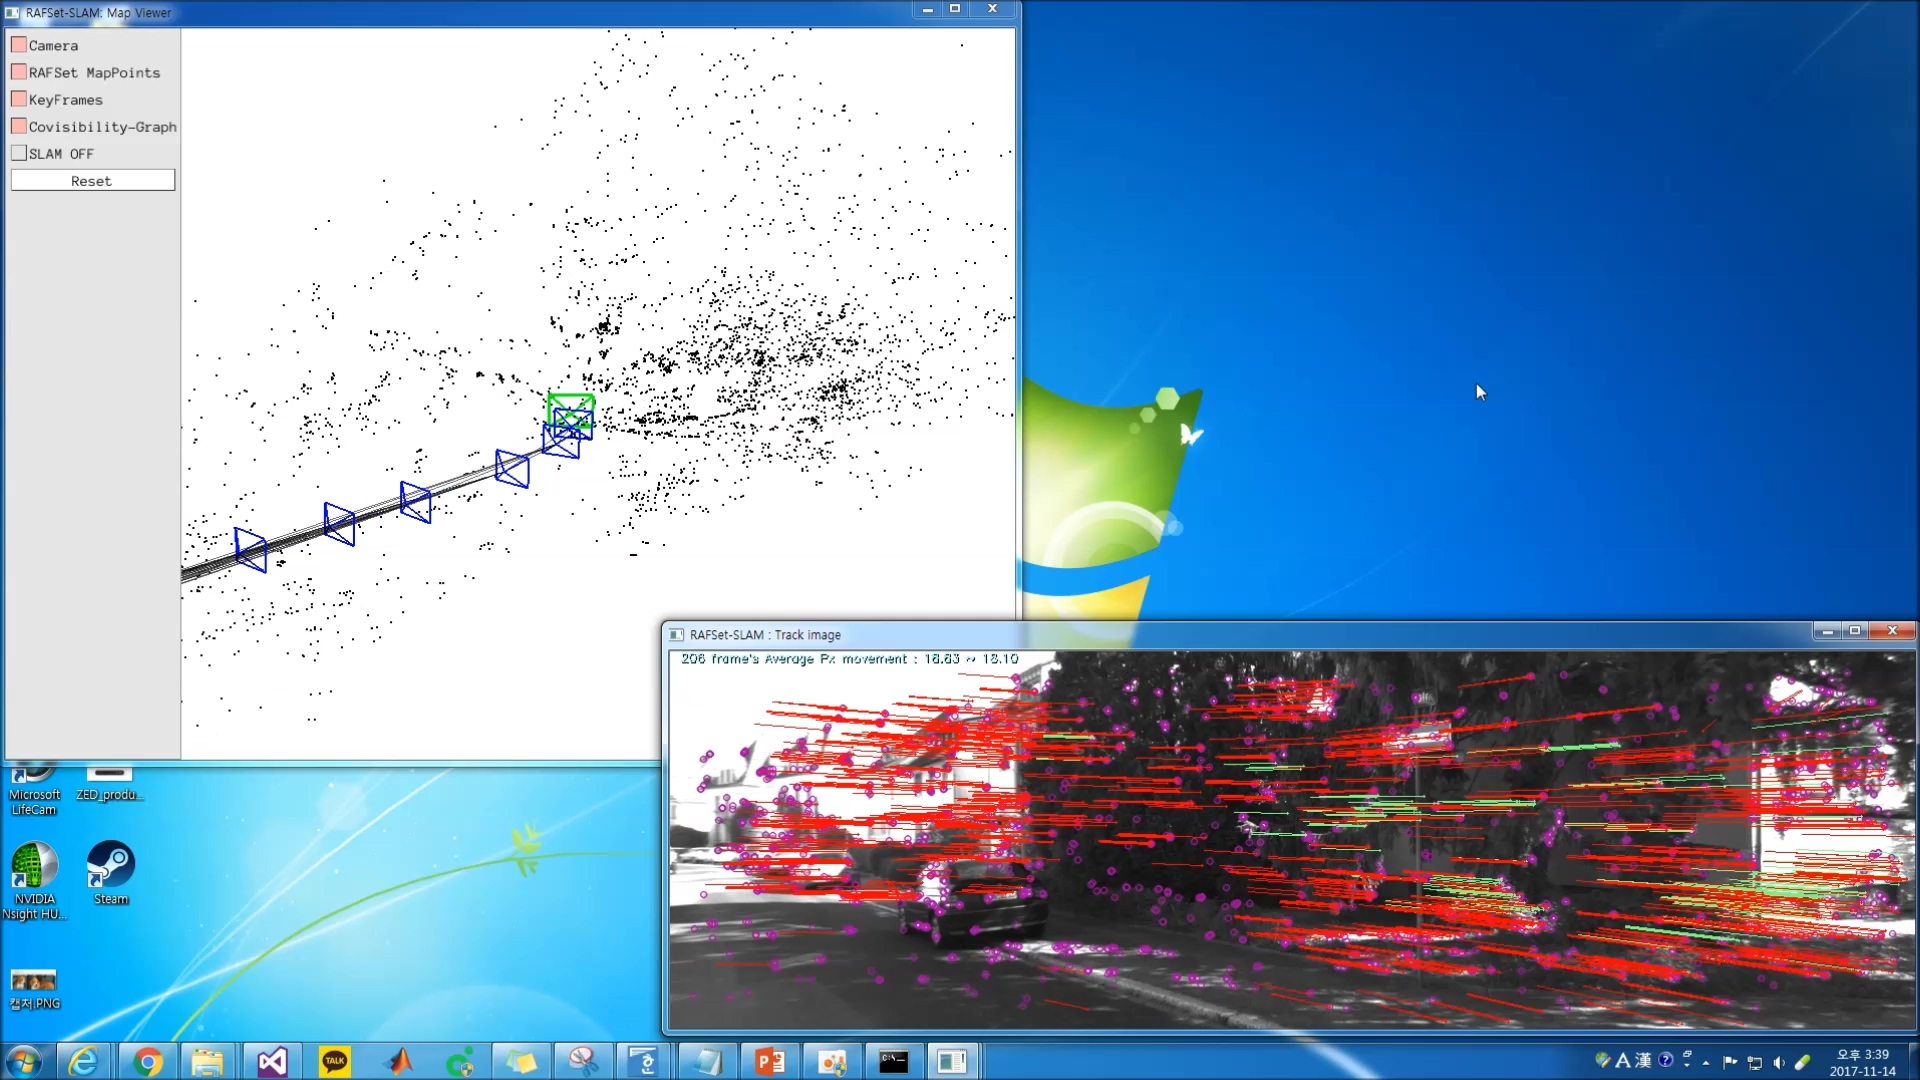 RAFSet-SLAM: Map Viewer
Camera
RAFSet MapPoints
KeyFrames
Covisibility-Graph
SLAM OFF
Reset
RAFSet-SLAM : Track image
206 frame's Average Px movement : 16.63 ~ 18.10
Microsoft
LifeCam
ZED_produ...
NVIDIA
Nsight HU...
Steam
캡처.PNG
TALK
A 漢
오후 3:39
2017-11-14